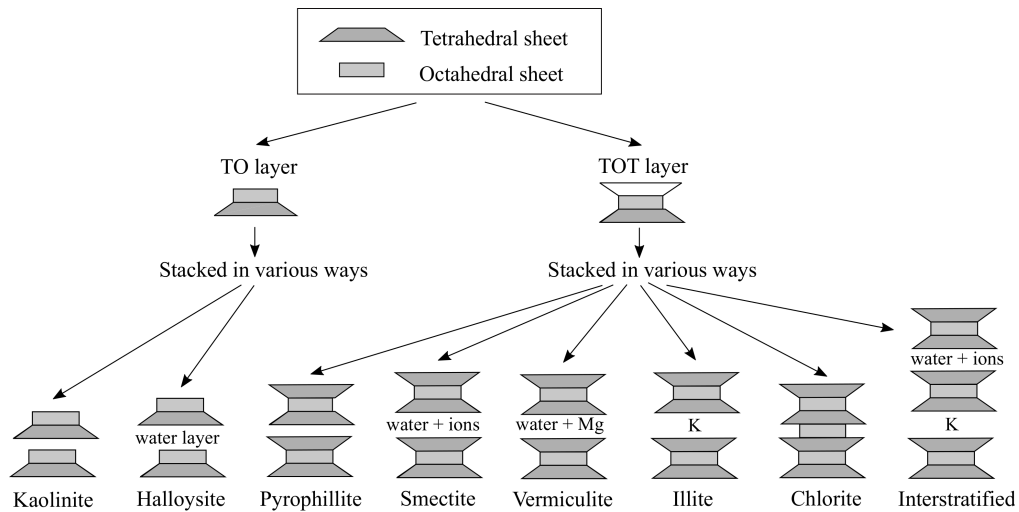 Tetrahedral sheet
Octahedral sheet
TO layer
TOT layer
Stacked in various ways
Stacked in various ways
water + ions
water layer
water + ions
water + Mg
K
K
Kaolinite
Halloysite
Pyrophillite
Smectite
Vermiculite
Illite
Chlorite
Interstratified